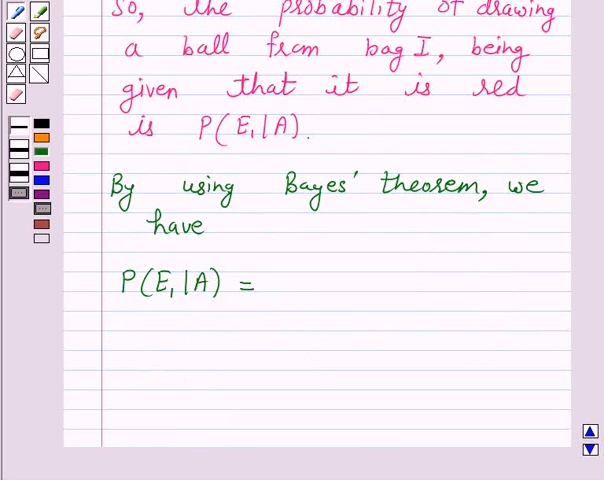 So, the probability of drawing
a ball from bag I, being
given that it is red
is P(E₁|A).
By using Bayes' theorem, we
have
P(E₁|A) =